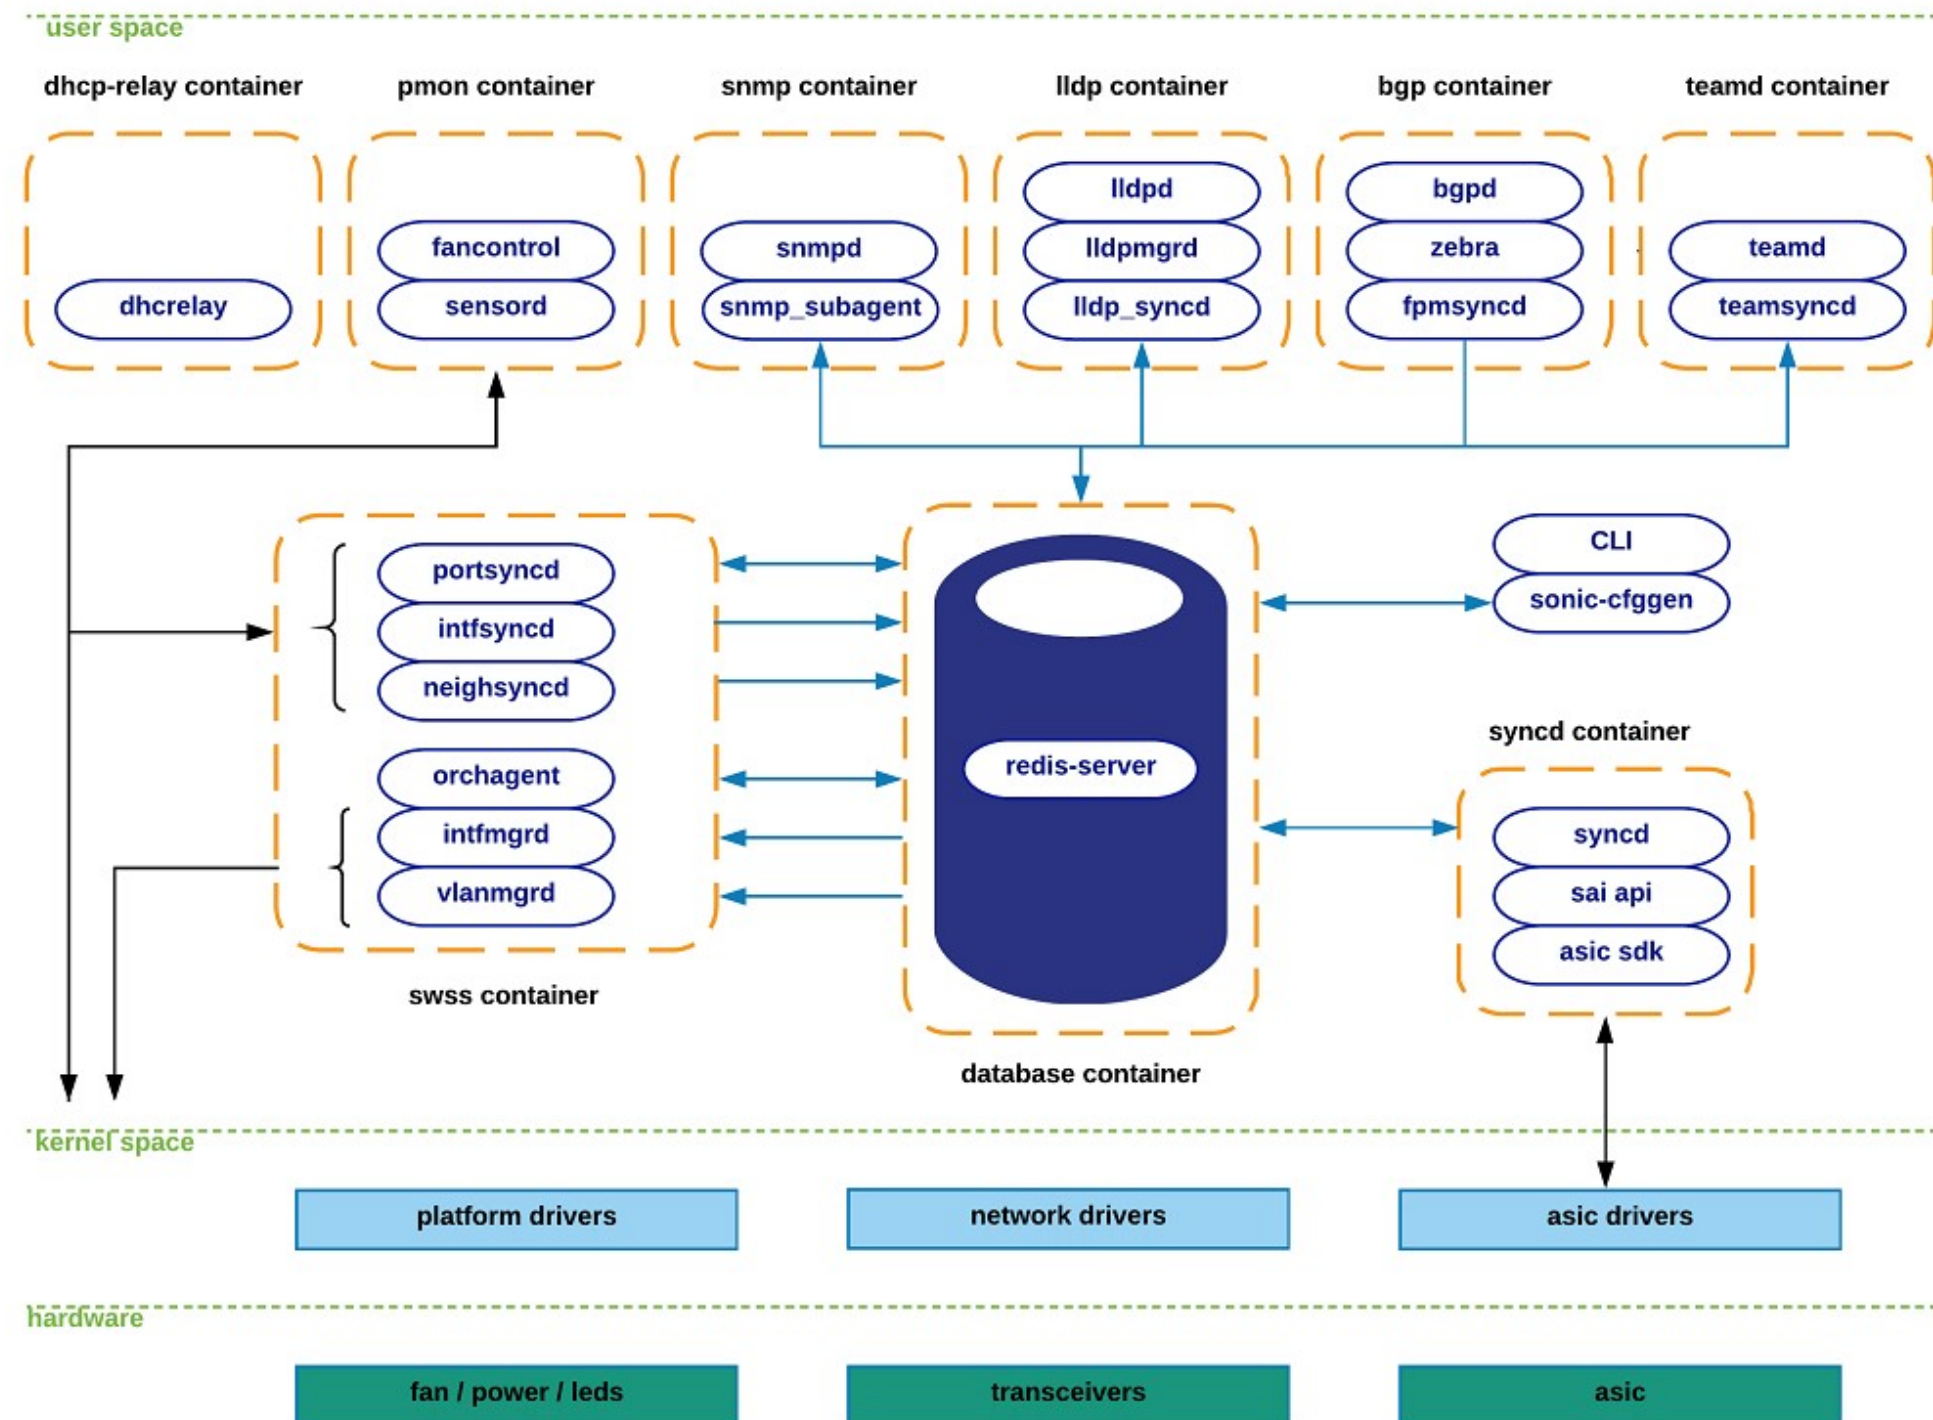 user space
dhcp-relay container
pmon container
snmp container
lldp container
bgp container
teamd container
dhcrelay
fancontrol
sensord
snmpd
snmp_subagent
lldpd
lldpmgrd
lldp_syncd
bgpd
zebra
fpmsyncd
teamd
teamsyncd
portsyncd
intfsyncd
neighsyncd
orchagent
intfmgrd
vlanmgrd
swss container
redis-server
database container
CLI
sonic-cfggen
syncd container
syncd
sai api
asic sdk
kernel space
platform drivers
network drivers
asic drivers
hardware
fan / power / leds
transceivers
asic